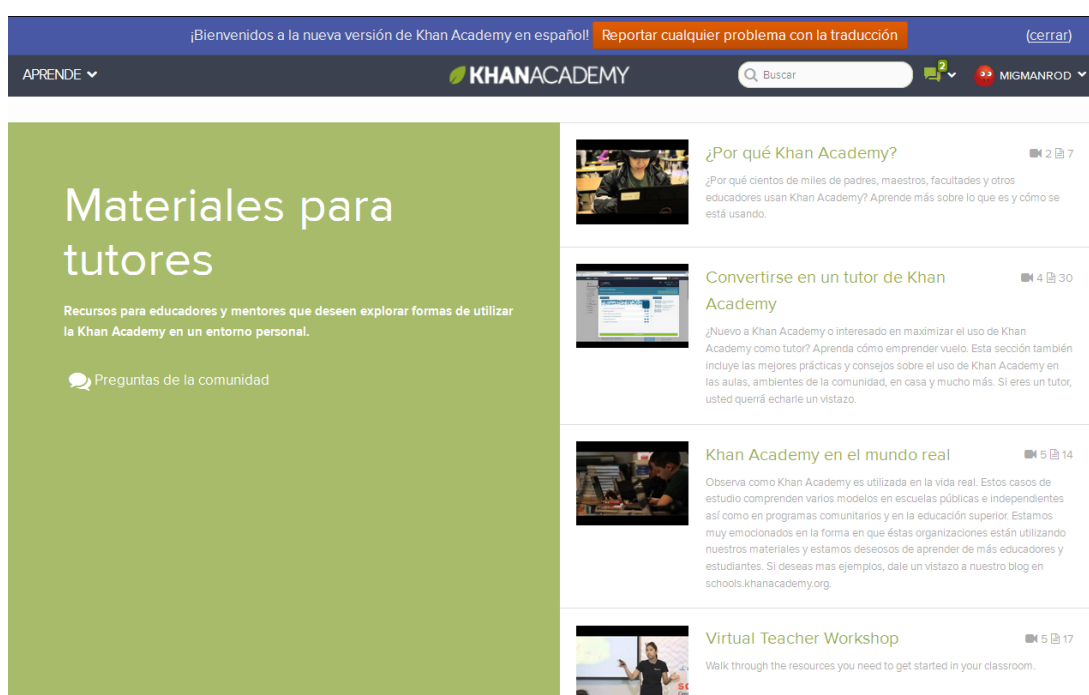 ¡Bienvenidos a la nueva versión de Khan Academy en español! Reportar cualquier problema con la traducción (cerrar)
APRENDE KHANACADEMY Buscar 2 MIGMANROD
Materiales para
tutores
Recursos para educadores y mentores que deseen explorar formas de utilizar
la Khan Academy en un entorno personal.
Preguntas de la comunidad
¿Por qué Khan Academy? 2 7
¿Por qué cientos de miles de padres, maestros, facultades y otros
educadores usan Khan Academy? Aprende más sobre lo que es y cómo se
está usando.
Convertirse en un tutor de Khan 4 30
Academy
¿Nuevo a Khan Academy o interesado en maximizar el uso de Khan
Academy como tutor? Aprenda cómo emprender vuelo. Esta sección también
incluye las mejores prácticas y consejos sobre el uso de Khan Academy en
las aulas, ambientes de la comunidad, en casa y mucho más. Si eres un tutor,
usted querrá echarle un vistazo.
Khan Academy en el mundo real 5 14
Observa como Khan Academy es utilizada en la vida real. Estos casos de
estudio comprenden varios modelos en escuelas públicas e independientes
así como en programas comunitarios y en la educación superior. Estamos
muy emocionados en la forma en que éstas organizaciones están utilizando
nuestros materiales y estamos deseosos de aprender de más educadores y
estudiantes. Si deseas mas ejemplos, dale un vistazo a nuestro blog en
schools.khanacademy.org.
Virtual Teacher Workshop 5 17
Walk through the resources you need to get started in your classroom.